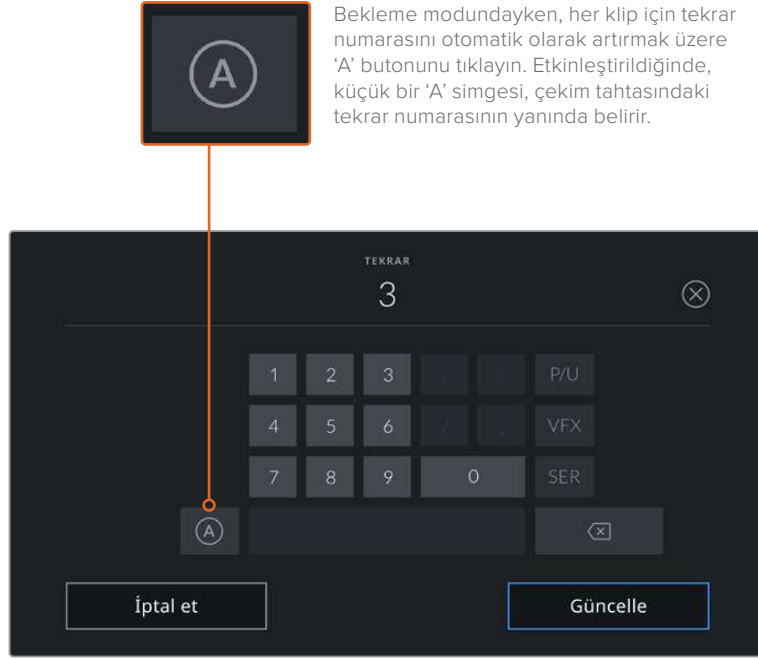 A
Bekleme modundayken, her klip için tekrar
numarasını otomatik olarak artırmak üzere
‘A’ butonunu tıklayın. Etkinleştirildiğinde,
küçük bir ‘A’ simgesi, çekim tahtasındaki
tekrar numarasının yanında belirir.
TEKRAR
3
1 2 3 . - P/U
4 5 6 / , VFX
7 8 9 0 SER
A
İptal et Güncelle